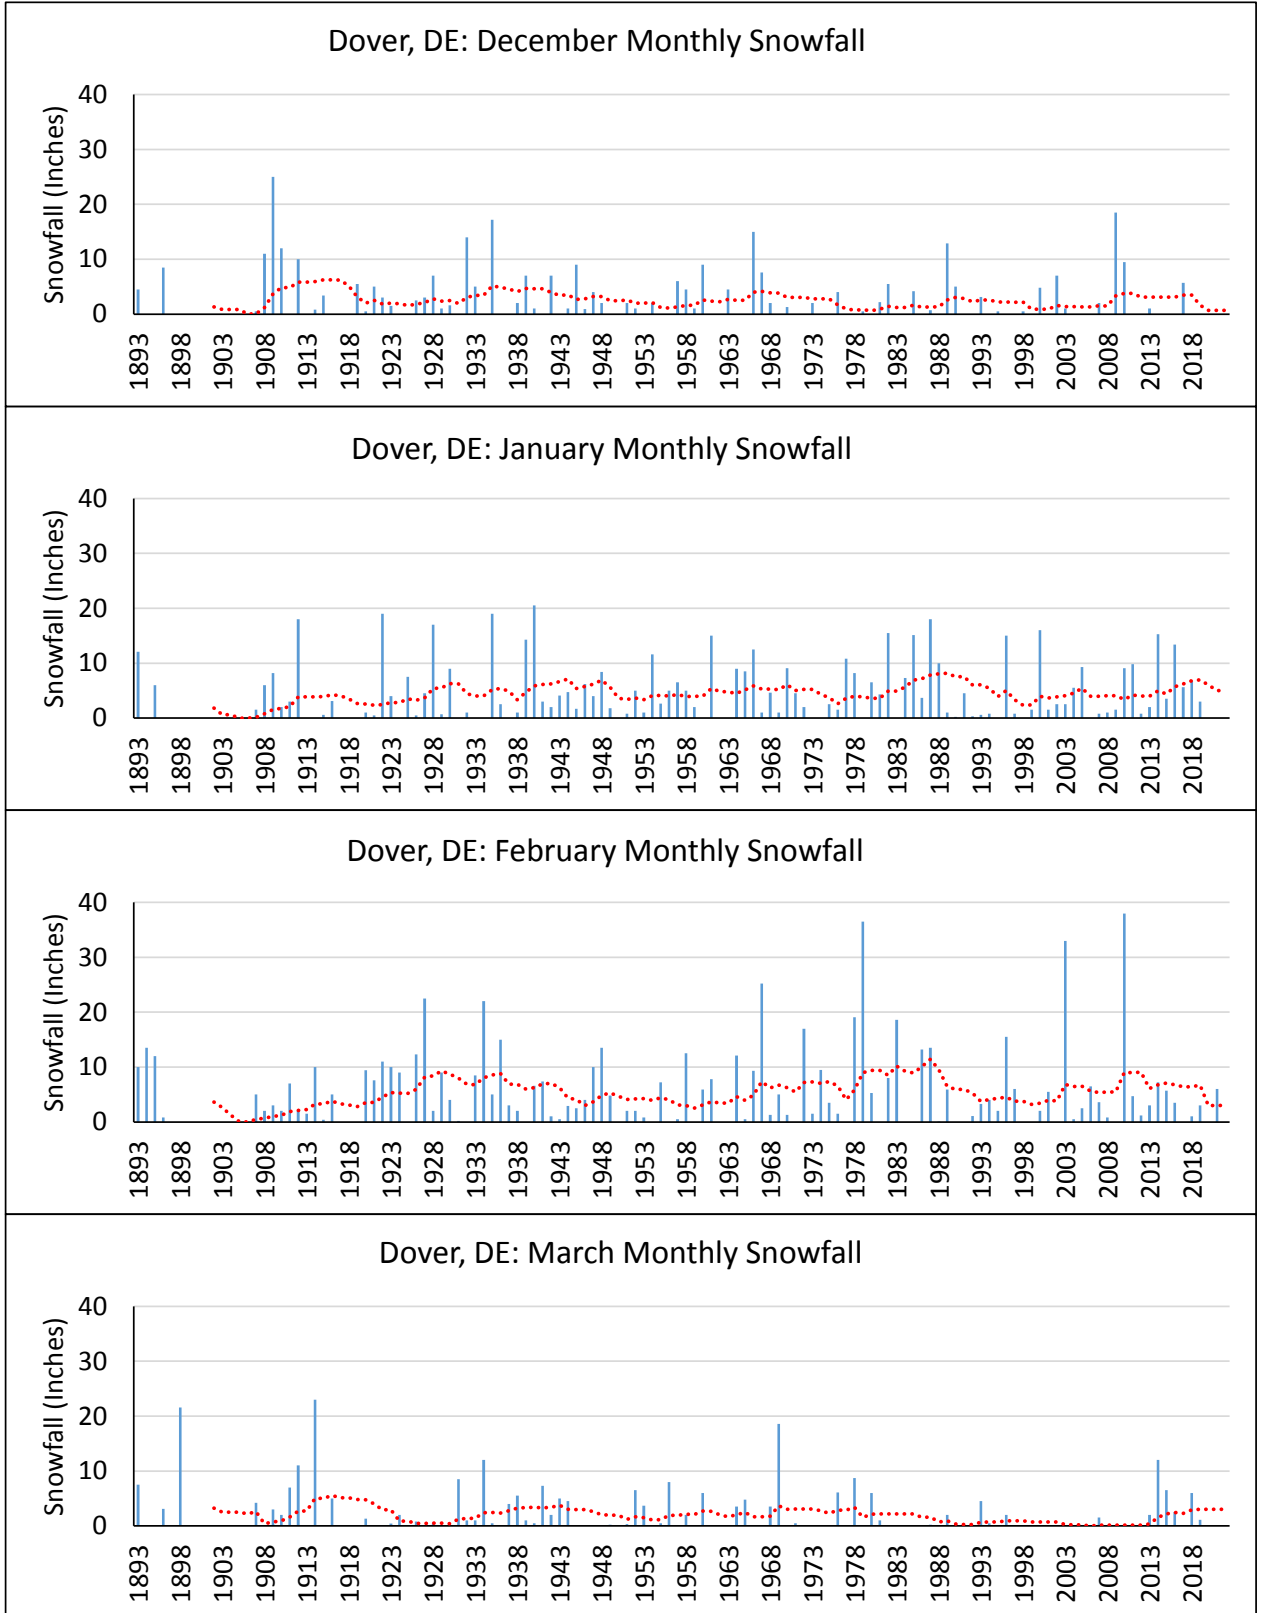 Dover, DE: December Monthly Snowfall
Snowfall (Inches)
40
30
20
10
0
1893 1898 1903 1908 1913 1918 1923 1928 1933 1938 1943 1948 1953 1958 1963 1968 1973 1978 1983 1988 1993 1998 2003 2008 2013 2018
Dover, DE: January Monthly Snowfall
Snowfall (Inches)
40
30
20
10
0
1893 1898 1903 1908 1913 1918 1923 1928 1933 1938 1943 1948 1953 1958 1963 1968 1973 1978 1983 1988 1993 1998 2003 2008 2013 2018
Dover, DE: February Monthly Snowfall
Snowfall (Inches)
40
30
20
10
0
1893 1898 1903 1908 1913 1918 1923 1928 1933 1938 1943 1948 1953 1958 1963 1968 1973 1978 1983 1988 1993 1998 2003 2008 2013 2018
Dover, DE: March Monthly Snowfall
Snowfall (Inches)
40
30
20
10
0
1893 1898 1903 1908 1913 1918 1923 1928 1933 1938 1943 1948 1953 1958 1963 1968 1973 1978 1983 1988 1993 1998 2003 2008 2013 2018